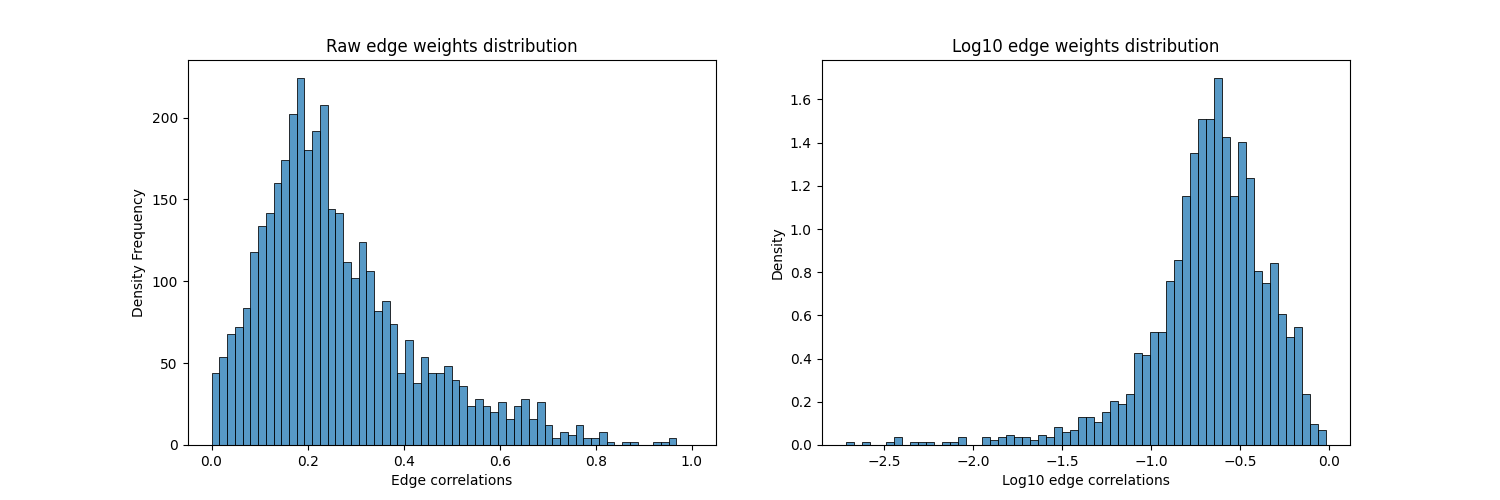 Raw edge weights distribution
Density Frequency
200
150
100
50
0
0.0 0.2 0.4 0.6 0.8 1.0
Edge correlations
Log10 edge weights distribution
Density
1.6
1.4
1.2
1.0
0.8
0.6
0.4
0.2
0.0
−2.5 −2.0 −1.5 −1.0 −0.5 0.0
Log10 edge correlations